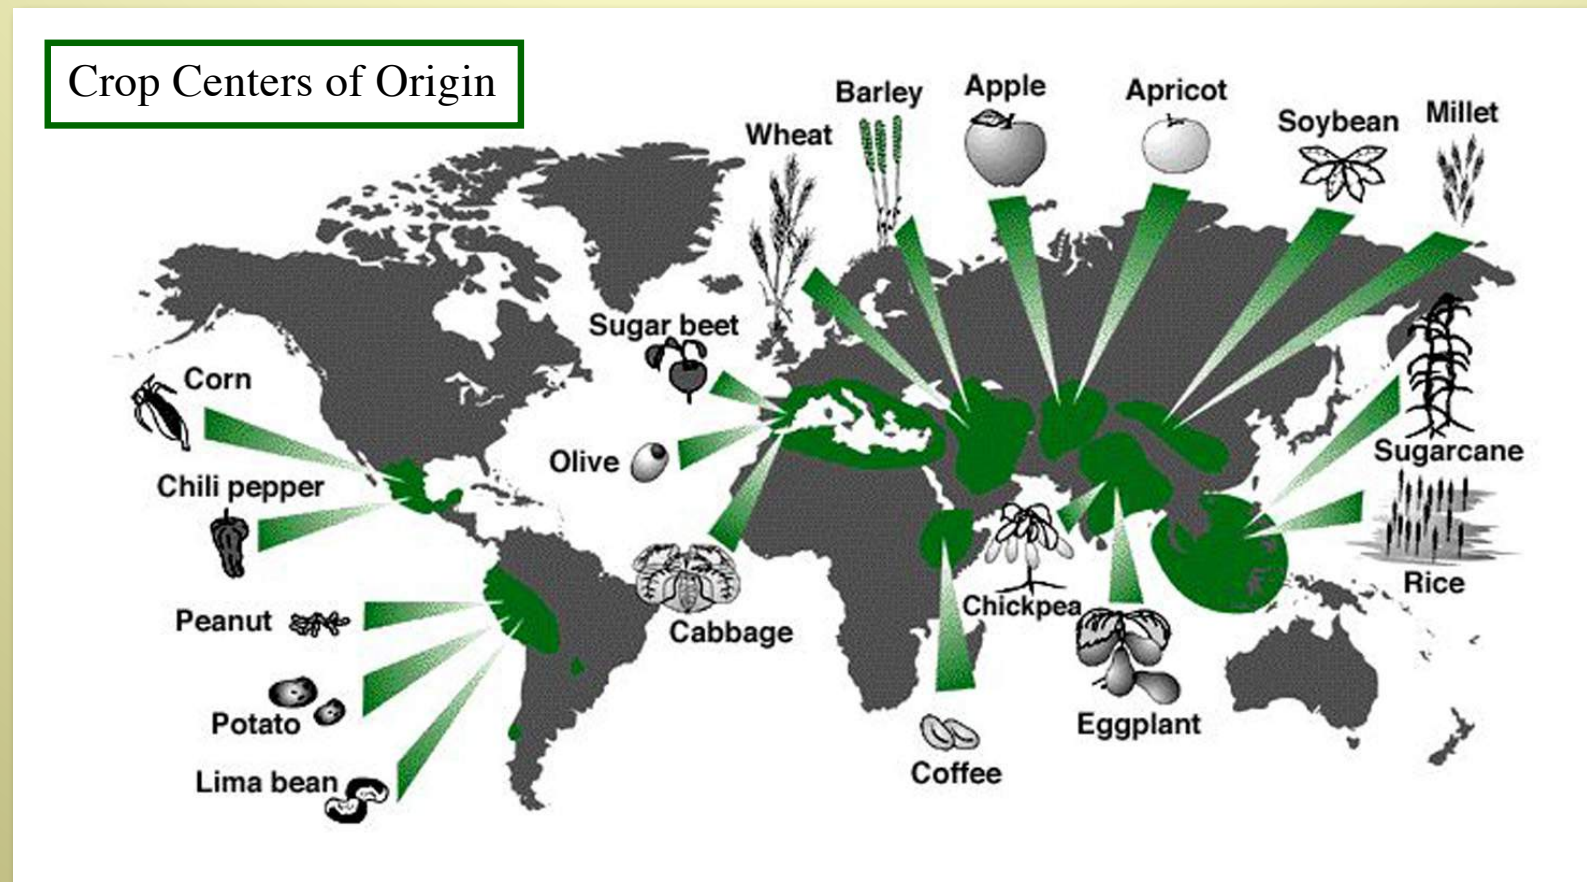 Crop Centers of Origin
Barley
Apple
Apricot
Soybean
Millet
Wheat
Sugar beet
Corn
Olive
Sugarcane
Chili pepper
Rice
Chickpea
Peanut
Cabbage
Potato
Eggplant
Coffee
Lima bean